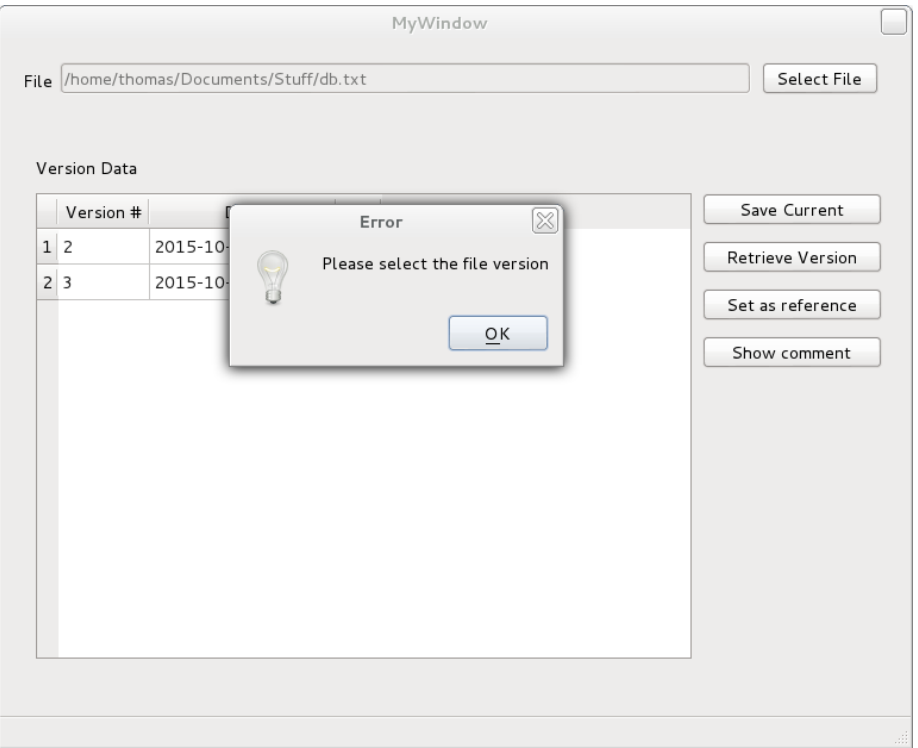 MyWindow
File /home/thomas/Documents/Stuff/db.txt Select File
Version Data
Version #
1 2 2015-10-
2 3 2015-10-
Error
Please select the file version
OK
Save Current
Retrieve Version
Set as reference
Show comment